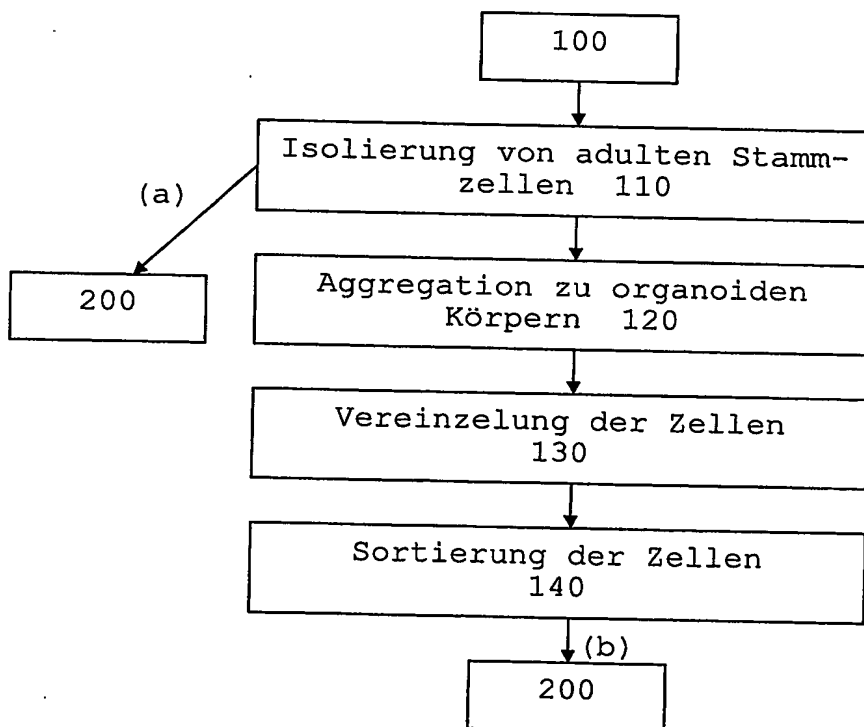 100
Isolierung von adulten Stamm-
zellen 110
(a)
200
Aggregation zu organoiden
Körpern 120
Vereinzelung der Zellen
130
Sortierung der Zellen
140
(b)
200